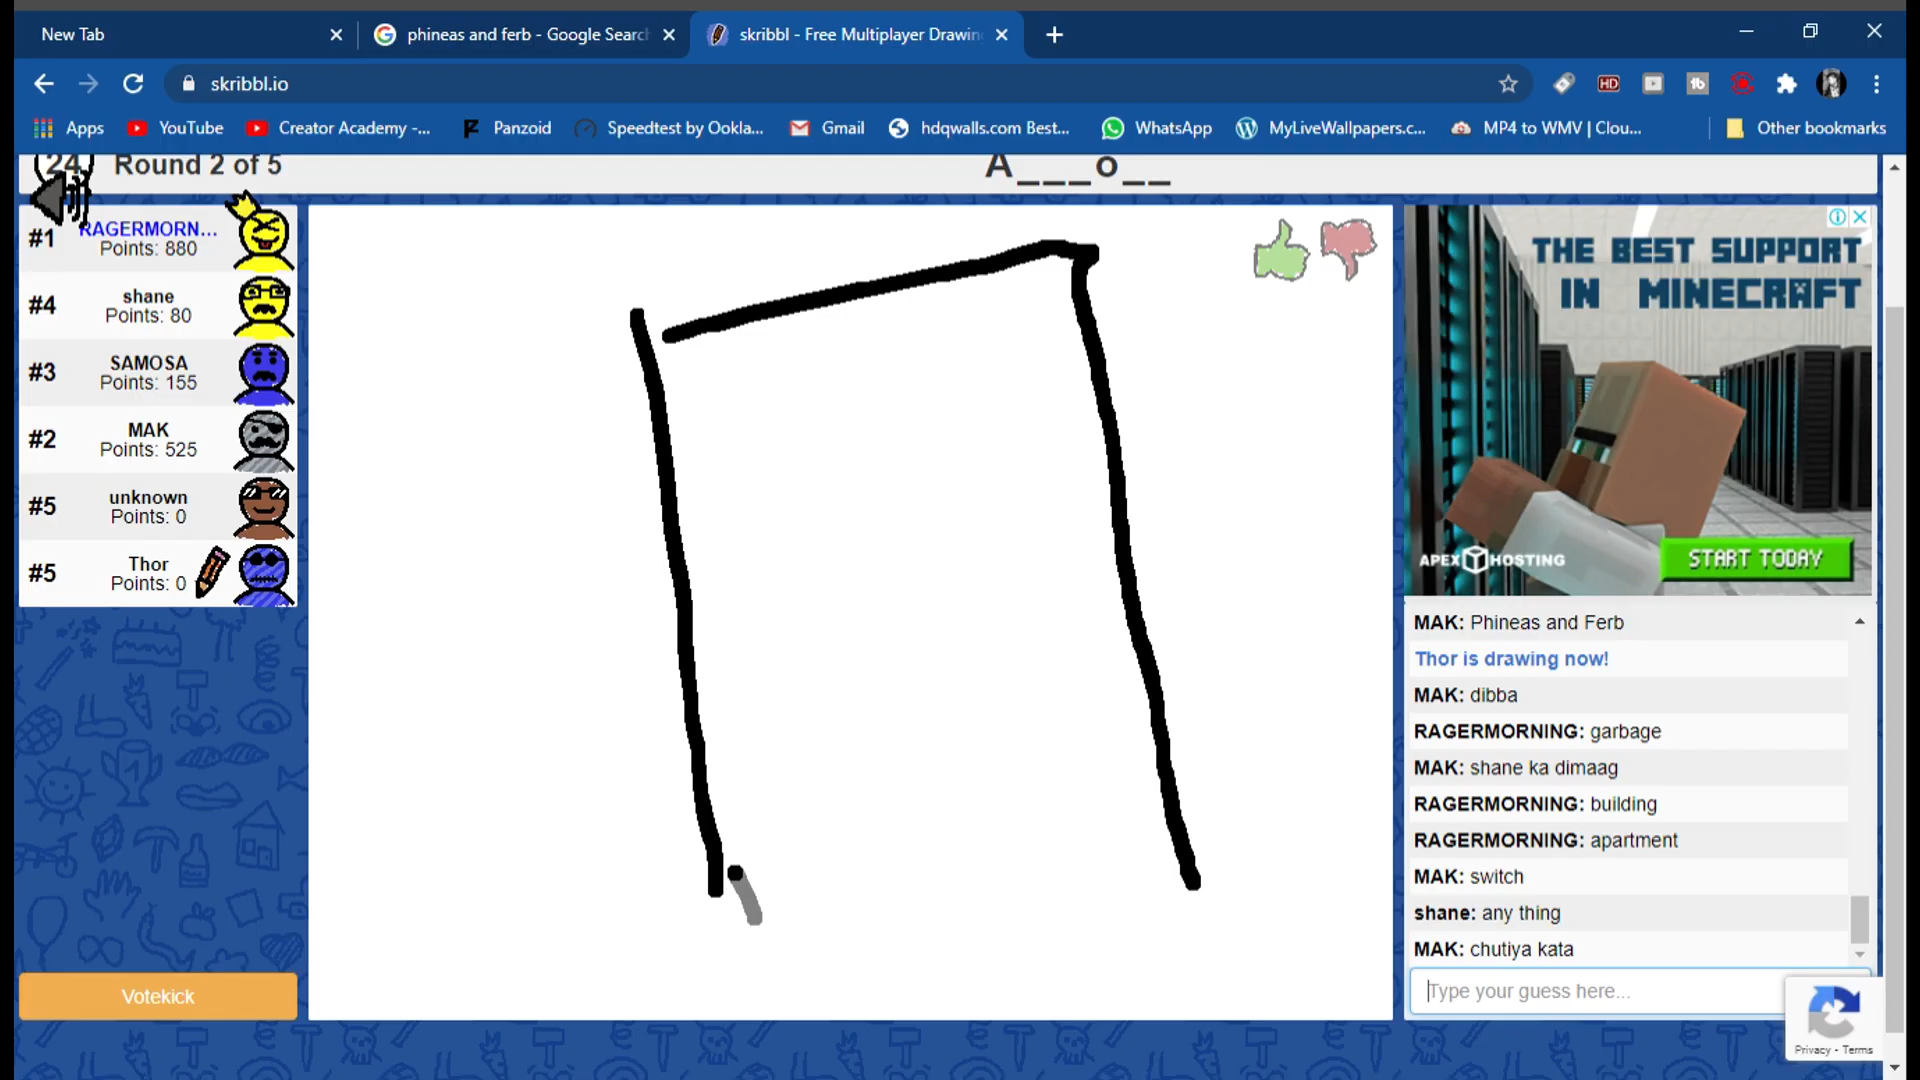 New Tab
phineas and ferb - Google Search
skribbl - Free Multiplayer Drawin
skribbl.io
HD
tb
Apps
YouTube
Creator Academy -...
Panzoid
Speedtest by Ookla...
Gmail
hdqwalls.com Best...
WhatsApp
MyLiveWallpapers.c...
MP4 to WMV | Clou...
Other bookmarks
24
Round 2 of 5
A___o__
#1
RAGERMORN...
Points: 880
#4
shane
Points: 80
#3
SAMOSA
Points: 155
#2
MAK
Points: 525
#5
unknown
Points: 0
#5
Thor
Points: 0
Votekick
THE BEST SUPPORT
IN MINECRAFT
APEX HOSTING
START TODAY
MAK: Phineas and Ferb
Thor is drawing now!
MAK: dibba
RAGERMORNING: garbage
MAK: shane ka dimaag
RAGERMORNING: building
RAGERMORNING: apartment
MAK: switch
shane: any thing
MAK: chutiya kata
Type your guess here...
Privacy - Terms